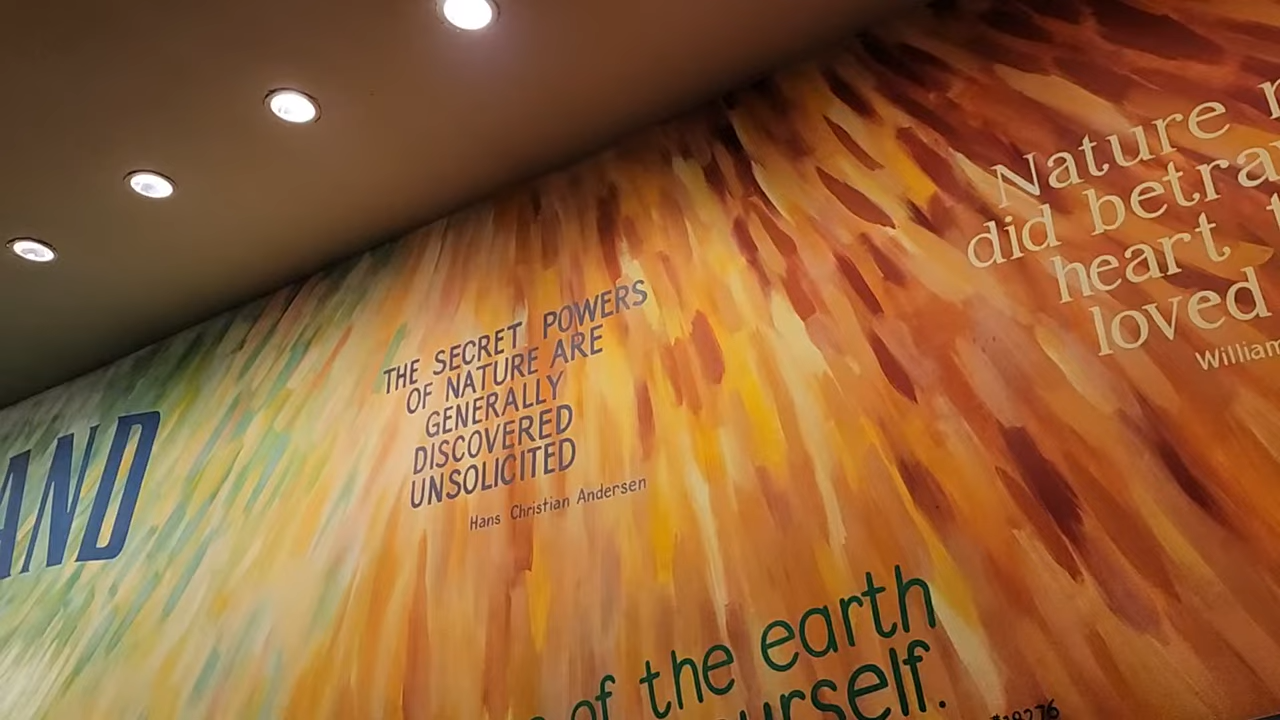 AND
THE SECRET POWERS
OF NATURE ARE
GENERALLY
DISCOVERED
UNSOLICITED
Hans Christian Andersen
Nature
did betra
heart
loved
William
of the earth
urself.